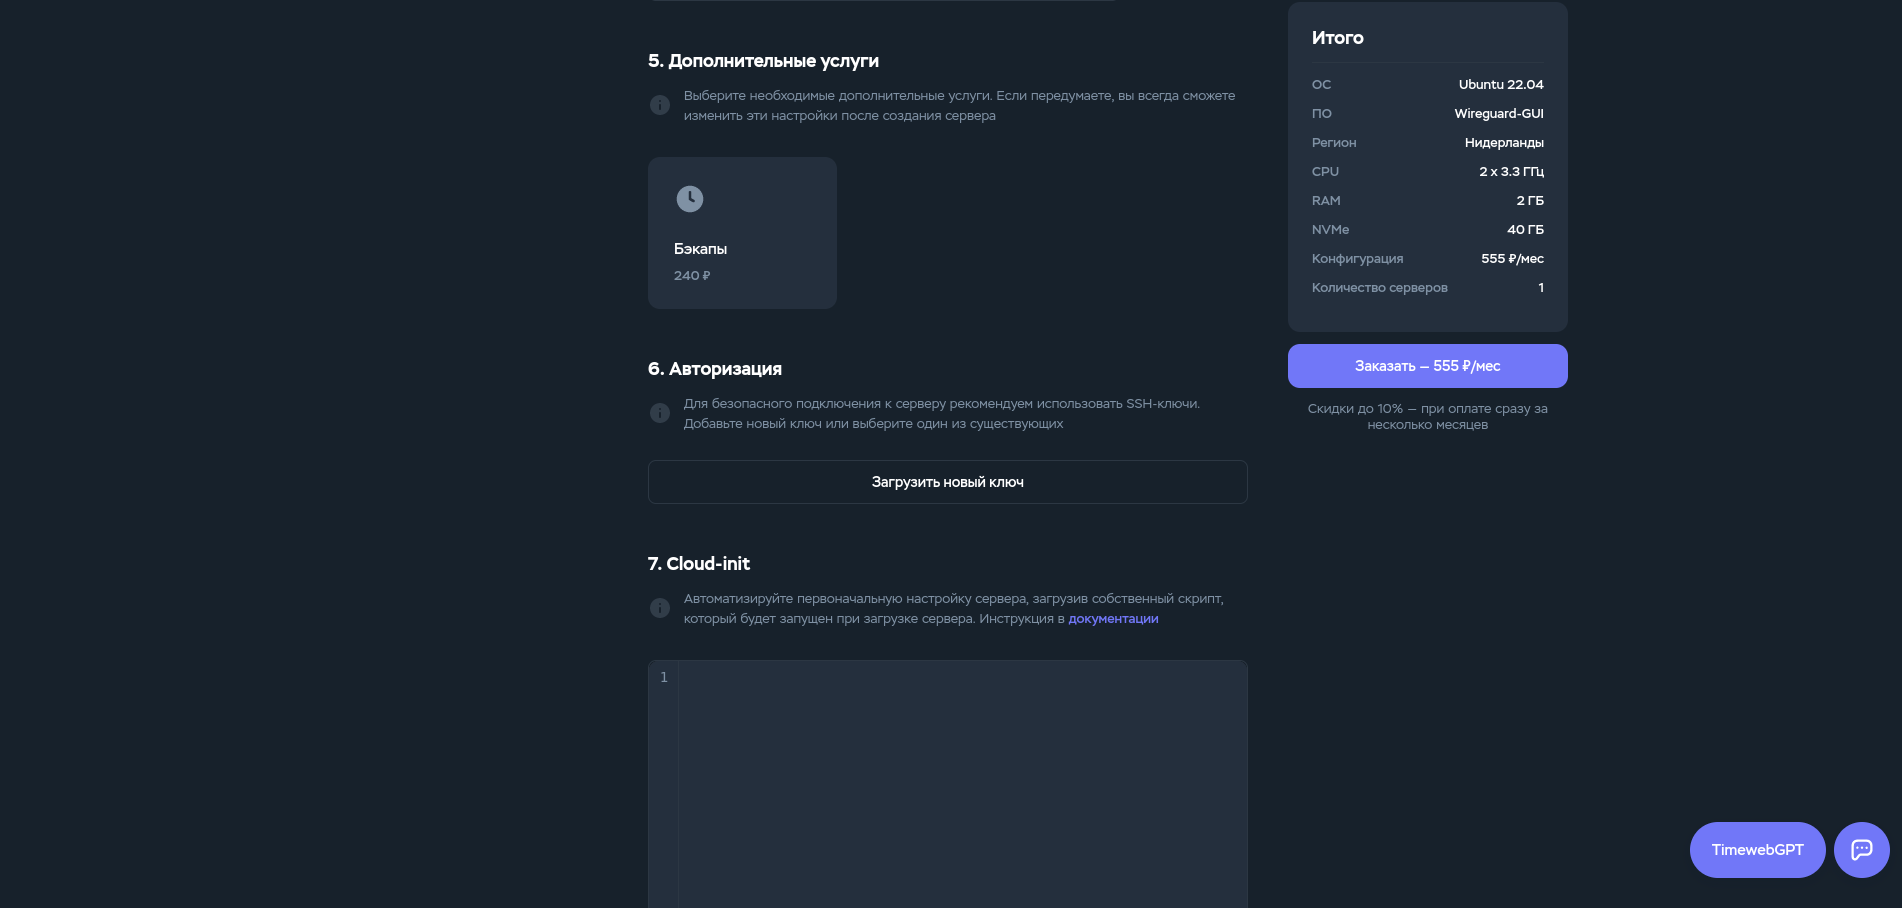 5. Дополнительные услуги
Выберите необходимые дополнительные услуги. Если передумаете, вы всегда сможете
изменить эти настройки после создания сервера
Бэкапы
240 ₽
6. Авторизация
Для безопасного подключения к серверу рекомендуем использовать SSH-ключи.
Добавьте новый ключ или выберите один из существующих
Загрузить новый ключ
7. Cloud-init
Автоматизируйте первоначальную настройку сервера, загрузив собственный скрипт,
который будет запущен при загрузке сервера. Инструкция в документации
1
Итого
ОС Ubuntu 22.04
ПО Wireguard-GUI
Регион Нидерланды
CPU 2 x 3.3 ГГц
RAM 2 ГБ
NVMe 40 ГБ
Конфигурация 555 ₽/мес
Количество серверов 1
Заказать — 555 ₽/мес
Скидки до 10% — при оплате сразу за
несколько месяцев
TimewebGPT